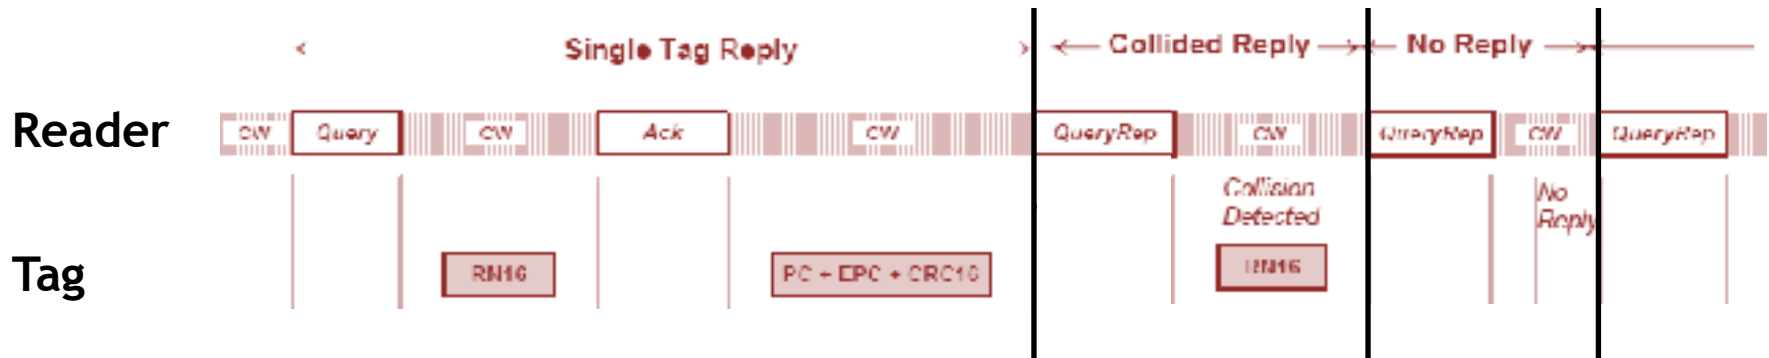 Single Tag Reply
Collided Reply
No Reply
Reader
CW
Query
CW
Ack
CW
QueryRep
CW
QueryRep
CW
QueryRep
Collision
Detected
No
Reply
Tag
RN16
PC + EPC + CRC16
RN16